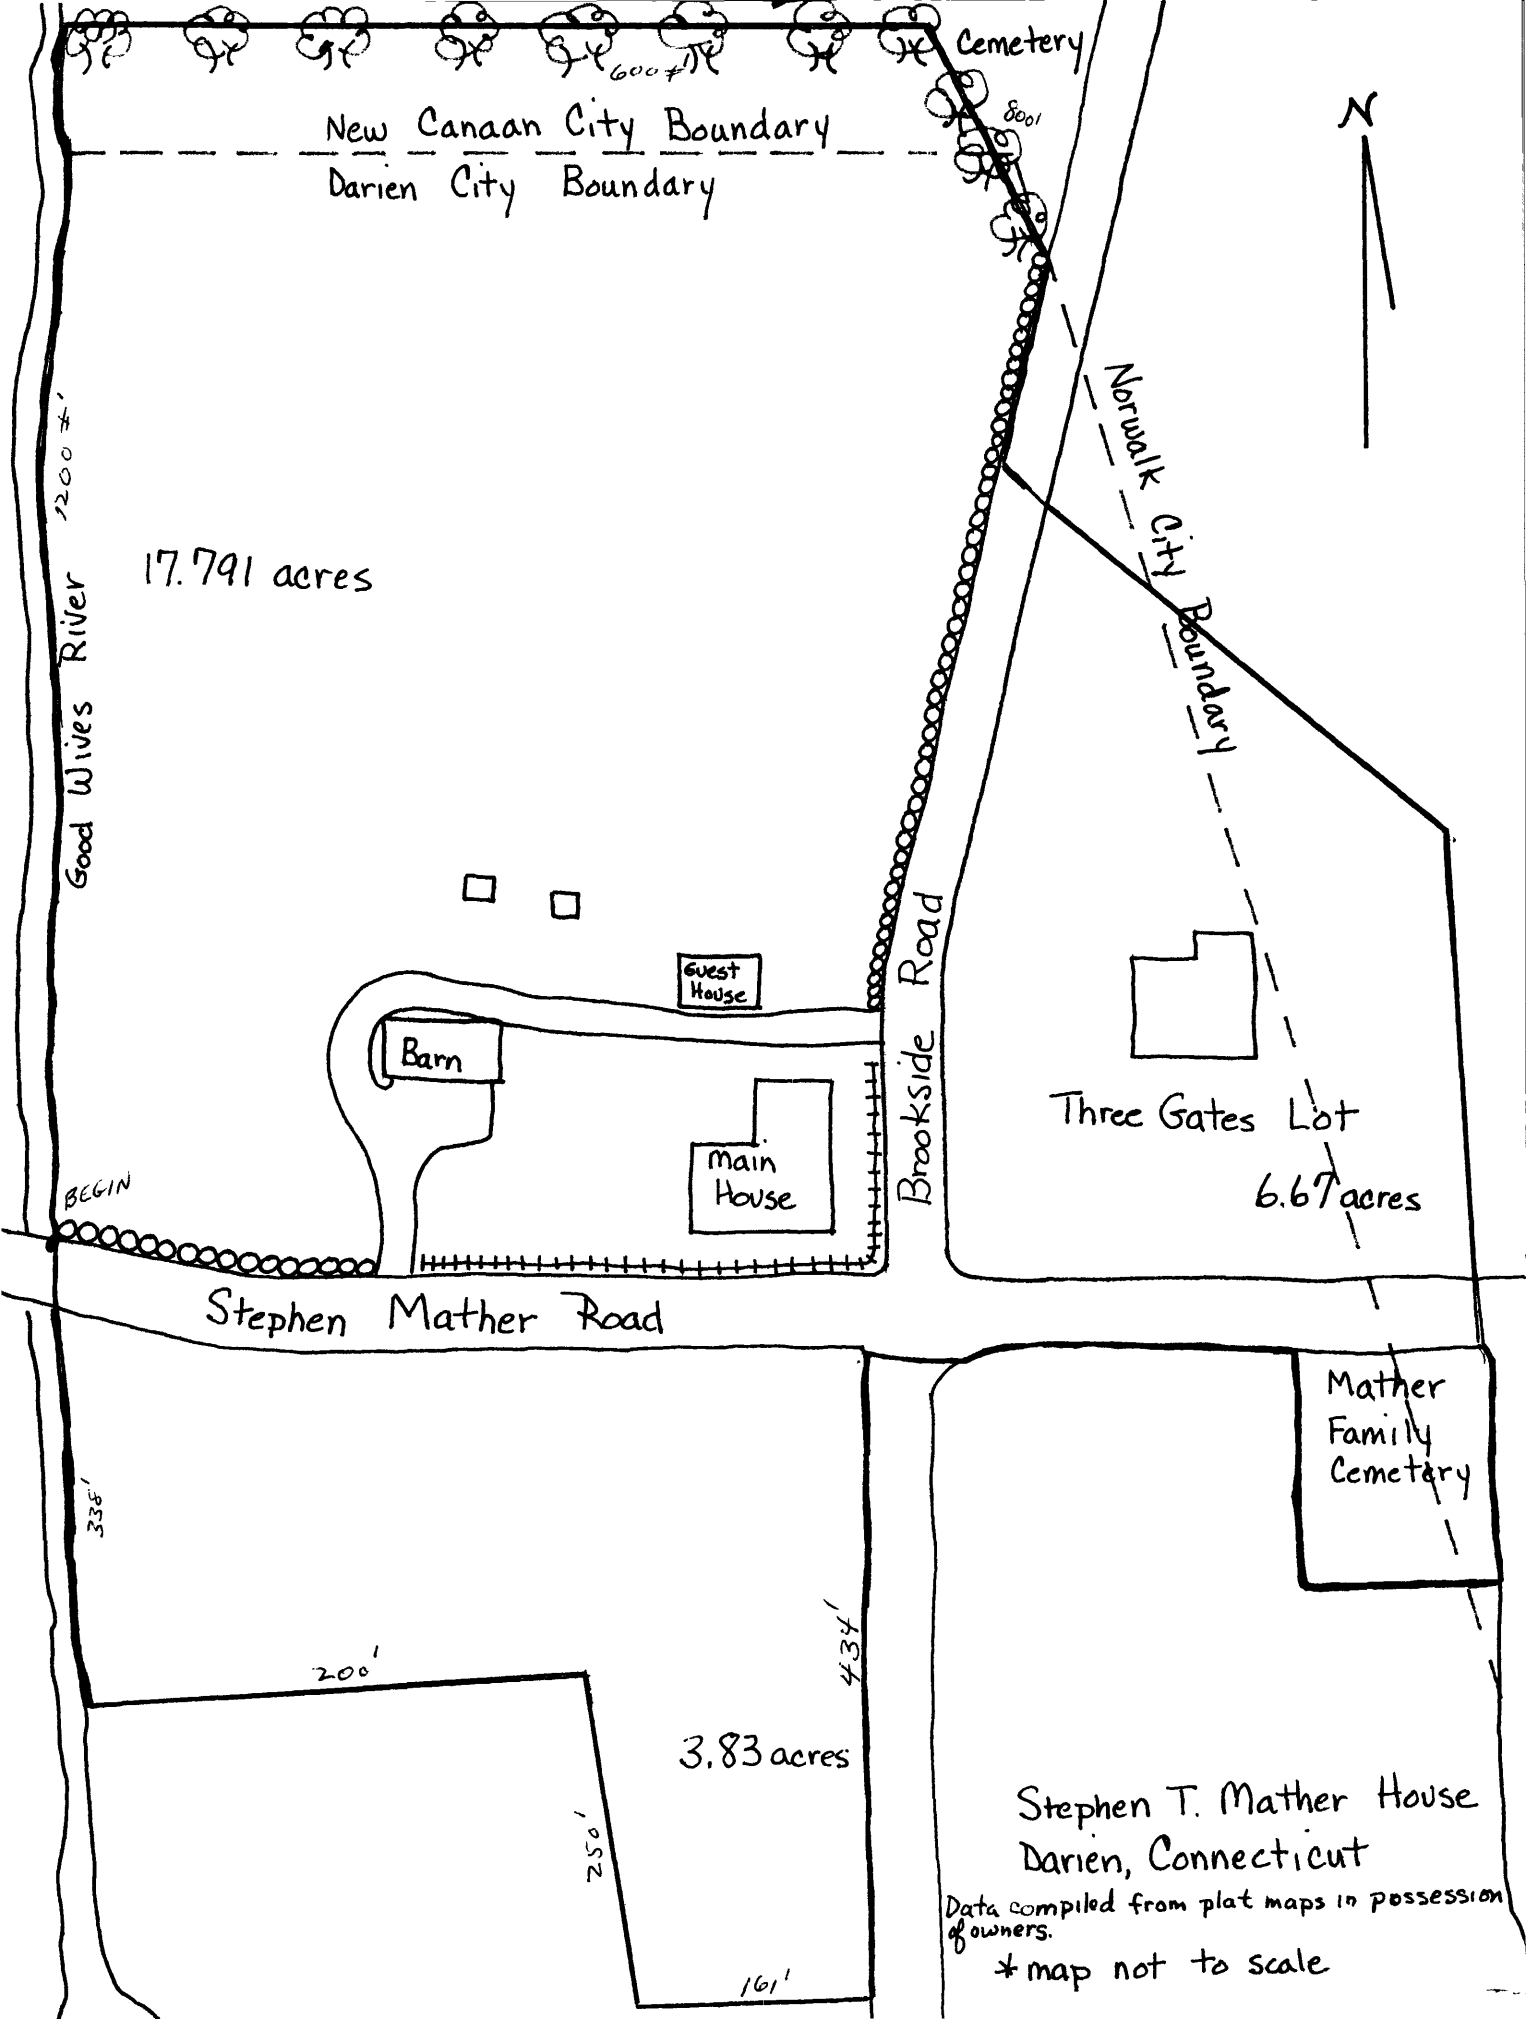 Cemetery
600±'
New Canaan City Boundary
Darien City Boundary
N
Norwalk City Boundary
1200±'
17.791 acres
Good Wives River
Guest
House
Barn
Brookside Road
Main
House
Three Gates Lot
6.67 acres
BEGIN
Stephen Mather Road
Mather
Family
Cemetery
338'
434'
200'
3.83 acres
250'
161'
Stephen T. Mather House
Darien, Connecticut
Data compiled from plat maps in possession
of owners.
*map not to scale